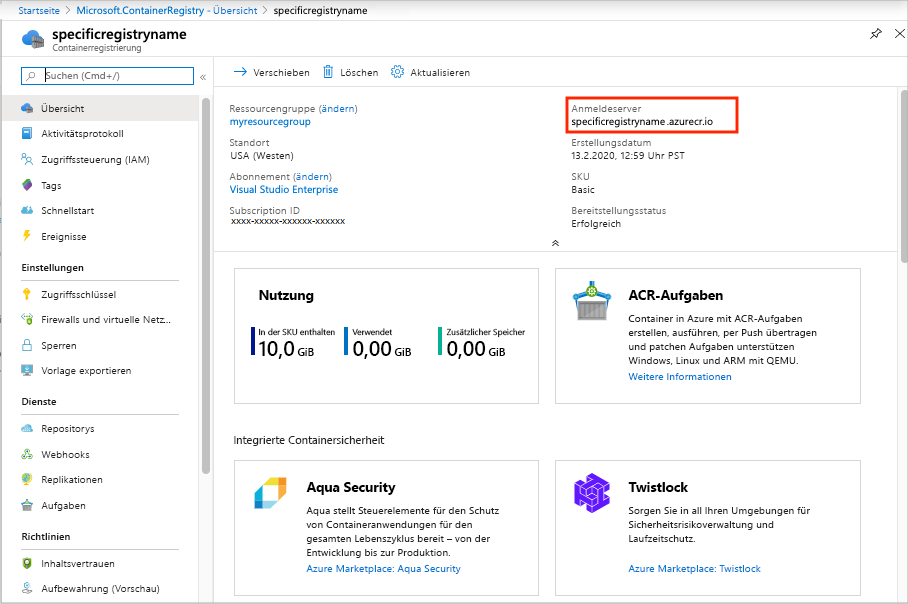 Startseite > Microsoft.ContainerRegistry - Übersicht > specificregistryname
specificregistryname
Containerregistrierung
Suchen (Cmd+/)
«
Übersicht
Aktivitätsprotokoll
Zugriffssteuerung (IAM)
Tags
Schnellstart
Ereignisse
Einstellungen
Zugriffsschlüssel
Firewalls und virtuelle Netz...
Sperren
Vorlage exportieren
Dienste
Repositorys
Webhooks
Replikationen
Aufgaben
Richtlinien
Inhaltsvertrauen
Aufbewahrung (Vorschau)
Verschieben Löschen Aktualisieren
Ressourcengruppe (ändern)
myresourcegroup
Standort
USA (Westen)
Abonnement (ändern)
Visual Studio Enterprise
Subscription ID
xxxx-xxxxx-xxxxxx-xxxxxx
Anmeldeserver
specificregistryname.azurecr.io
Erstellungsdatum
13.2.2020, 12:59 Uhr PST
SKU
Basic
Bereitstellungsstatus
Erfolgreich
Nutzung
In der SKU enthalten
10,0 GiB
Verwendet
0,00 GiB
Zusätzlicher Speicher
0,00 GiB
ACR-Aufgaben
Container in Azure mit ACR-Aufgaben
erstellen, ausführen, per Push übertragen
und patchen Aufgaben unterstützen
Windows, Linux und ARM mit QEMU.
Weitere Informationen
Integrierte Containersicherheit
Aqua Security
Aqua stellt Steuerelemente für den Schutz
von Containeranwendungen für den
gesamten Lebenszyklus bereit – von der
Entwicklung bis zur Produktion.
Azure Marketplace: Aqua Security
Twistlock
Sorgen Sie in all Ihren Umgebungen für
Sicherheitsrisikoverwaltung und
Laufzeitschutz.
Azure Marketplace: Twistlock